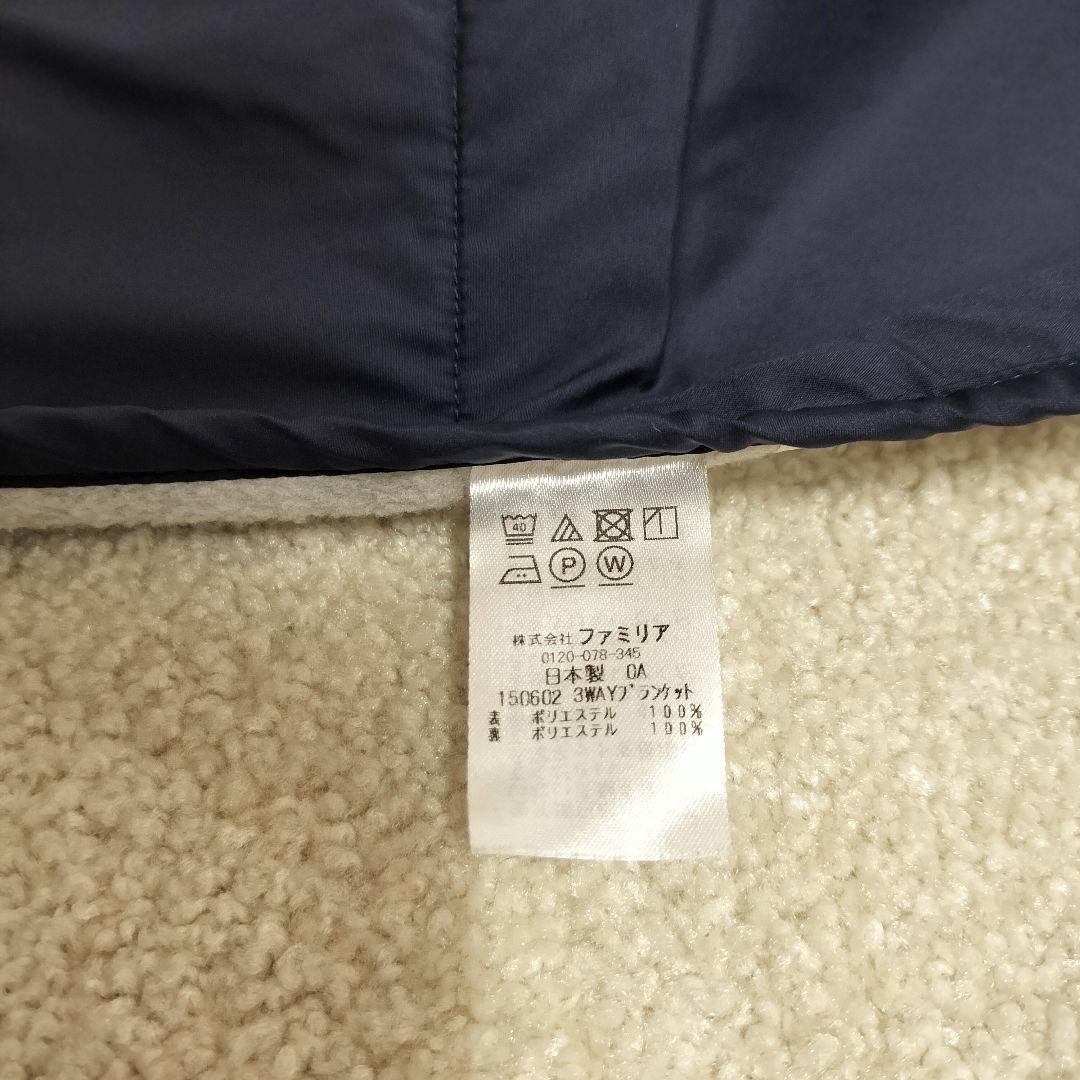 40
P W
株式会社 ファミリア
0120-078-345
日本製 0A
150602 3WAYブランケット
表 ポリエステル 100%
裏 ポリエステル 100%